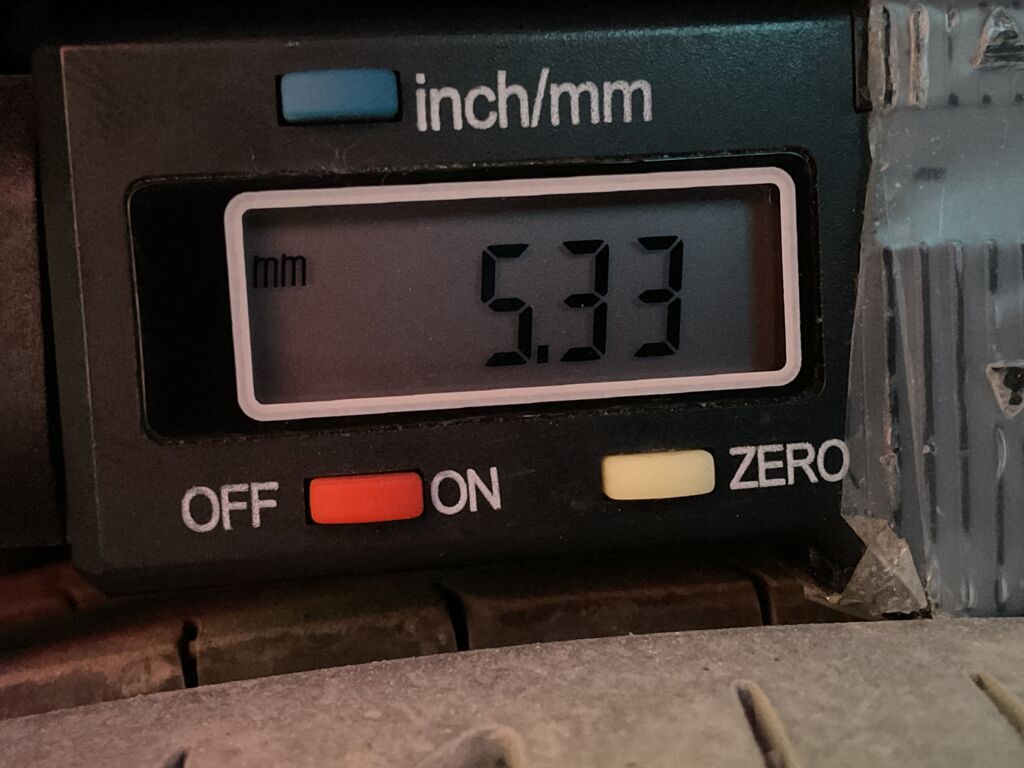 inch/mm
mm 5.33
OFF ON ZERO